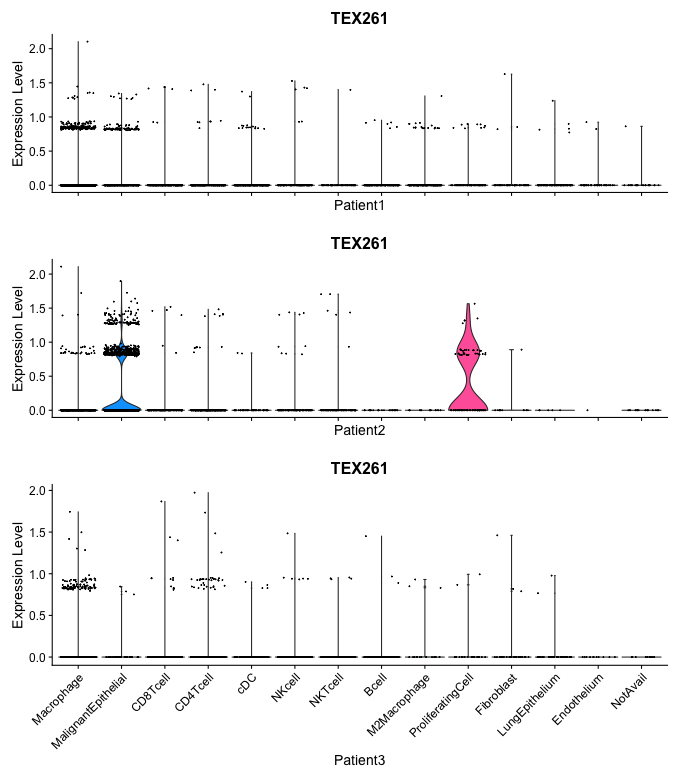 TEX261
Expression Level
2.0
1.5
1.0
0.5
0.0
Patient1
TEX261
Expression Level
2.0
1.5
1.0
0.5
0.0
Patient2
TEX261
Expression Level
2.0
1.5
1.0
0.5
0.0
Macrophage
MalignantEpithelial
CD8Tcell
CD4Tcell
cDC
NKcell
NKTcell
Bcell
M2Macrophage
ProliferatingCell
Fibroblast
LungEpithelium
Endothelium
NotAvail
Patient3